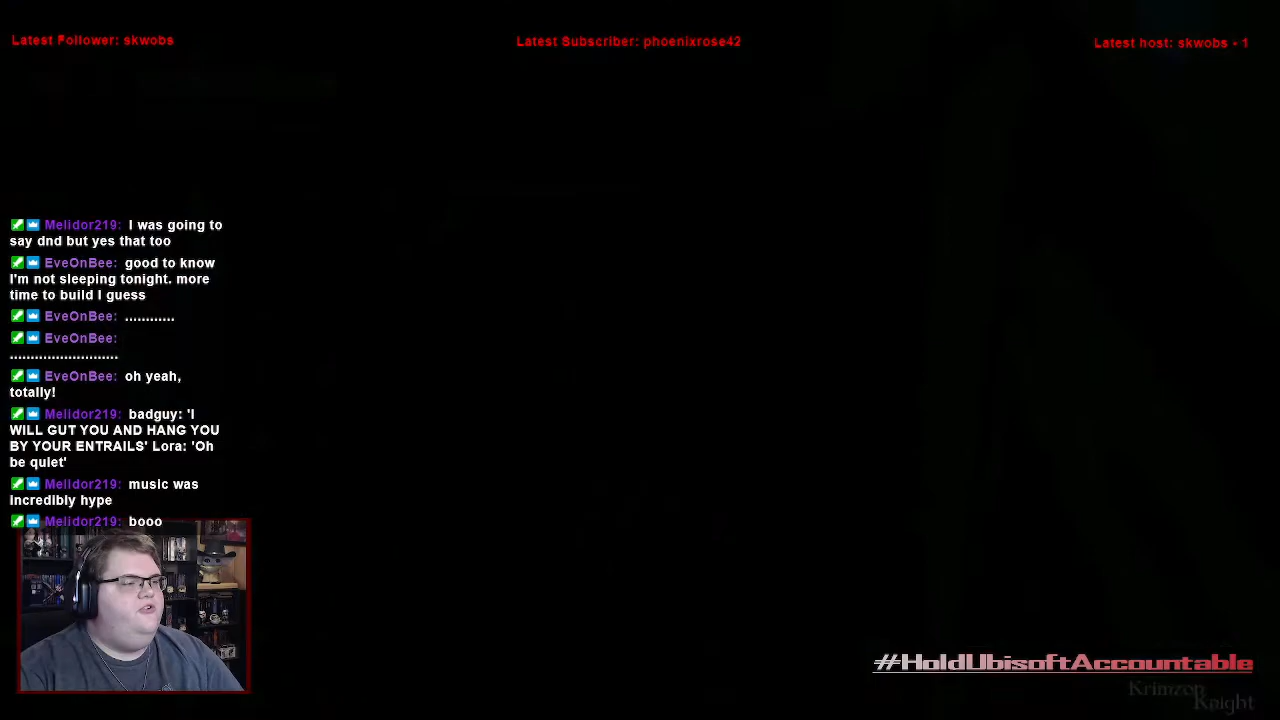 Latest Follower: skwobs
Latest Subscriber: phoenixrose42
Latest host: skwobs - 1
Melidor219: I was going to
say dnd but yes that too
EveOnBee: good to know
I'm not sleeping tonight. more
time to build I guess
EveOnBee: ............
EveOnBee:
..........................
EveOnBee: oh yeah,
totally!
Melidor219: badguy: 'I
WILL GUT YOU AND HANG YOU
BY YOUR ENTRAILS' Lora: 'Oh
be quiet'
Melidor219: music was
incredibly hype
Melidor219: booo
#HoldUbisoftAccountable
Krimzon
Knight